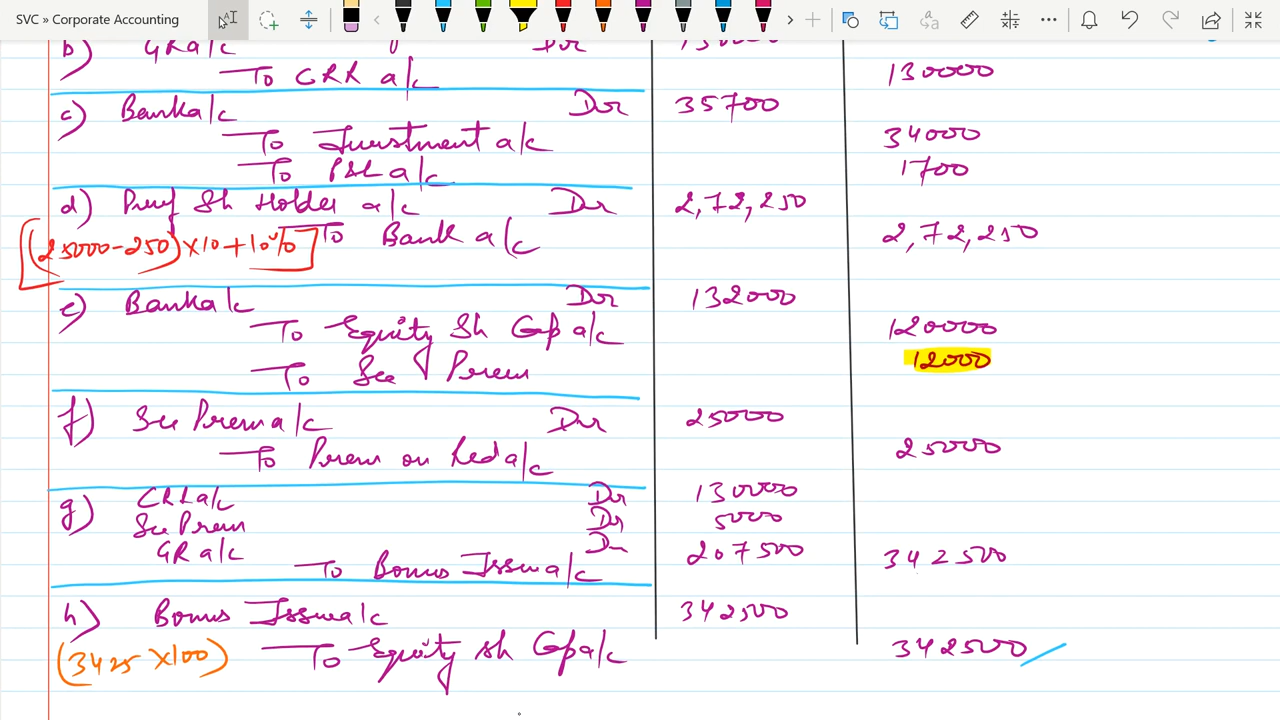 SVC » Corporate Accounting
b) GR a/c Dr 130000
To CRR a/c 130000
c) Bank a/c Dr 35700
To Investment a/c 34000
To P&L a/c 1700
d) Pref Sh Holder a/c Dr 2,72,250
To Bank a/c 2,72,250
[(25000-250)×10+10%]
e) Bank a/c Dr 132000
To Equity Sh Cap a/c 120000
To Sec Prem 12000
f) Sec Prem a/c Dr 25000
To Prem on Red a/c 25000
g) CRR a/c Dr 130000
Sec Prem Dr 5000
GR a/c Dr 207500
To Bonus Issue a/c 342500
h) Bonus Issue a/c 342500
(3425 ×100) To Equity Sh Cap a/c 342500